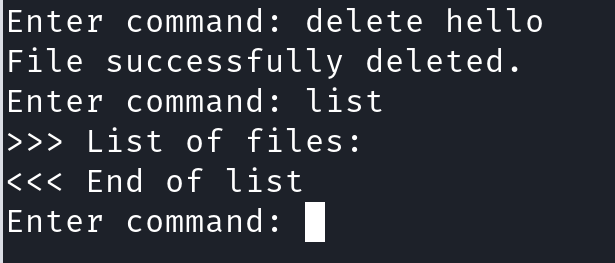 Enter command: delete hello
File successfully deleted.
Enter command: list
>>> List of files:
<<< End of list
Enter command: